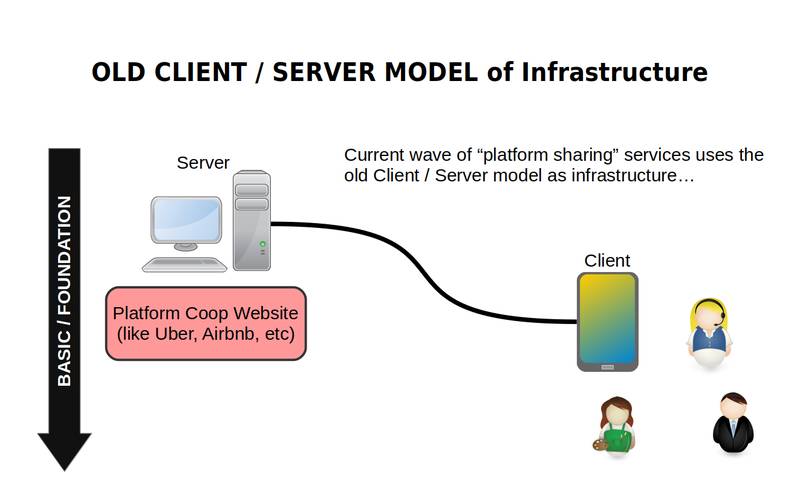 OLD CLIENT / SERVER MODEL of Infrastructure
Server
Current wave of “platform sharing” services uses the
old Client / Server model as infrastructure…
Client
Platform Coop Website
(like Uber, Airbnb, etc)
BASIC / FOUNDATION